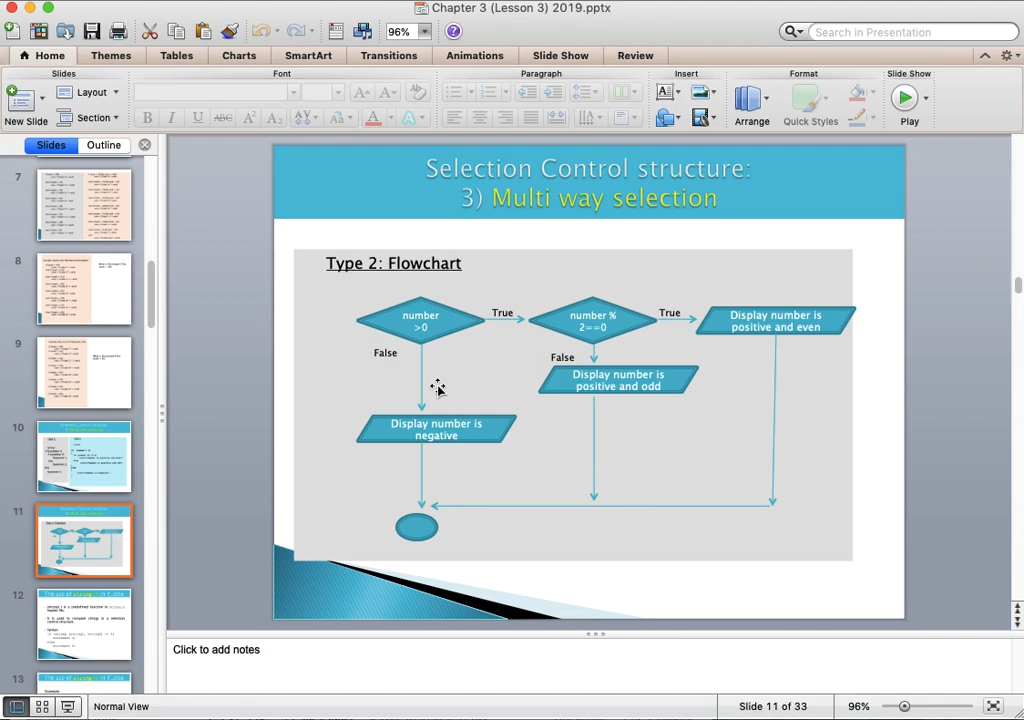 Chapter 3 (Lesson 3) 2019.pptx
96%
Search in Presentation
Home
Themes
Tables
Charts
SmartArt
Transitions
Animations
Slide Show
Review
Slides
Font
Paragraph
Insert
Format
Slide Show
Layout
New Slide
Section
B I U ABC A² A₂
Arrange
Quick Styles
Play
Slides
Outline
7
8
9
10
11
12
13
Selection Control structure:
3) Multi way selection
Type 2: Flowchart
number
>0
True
number %
2==0
True
Display number is
positive and even
False
False
Display number is
positive and odd
Display number is
negative
Click to add notes
Normal View
Slide 11 of 33
96%